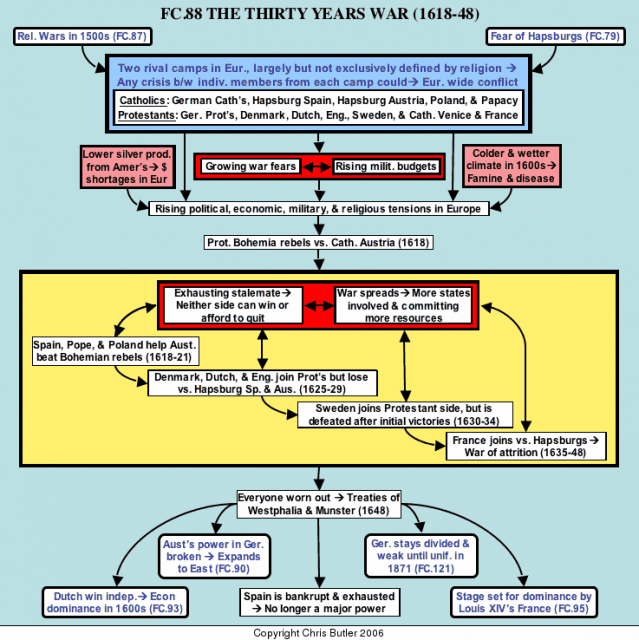 FC.88 THE THIRTY YEARS WAR (1618-48)
Rel. Wars in 1500s (FC.87)
Fear of Hapsburgs (FC.79)
Two rival camps in Eur., largely but not exclusively defined by religion →
Any crisis b/w indiv. members from each camp could→ Eur. wide conflict
Catholics: German Cath's, Hapsburg Spain, Hapsburg Austria, Poland, & Papacy
Protestants: Ger. Prot's, Denmark, Dutch, Eng., Sweden, & Cath. Venice & France
Lower silver prod.
from Amer's→ $
shortages in Eur
Growing war fears
Rising milit. budgets
Colder & wetter
climate in 1600s→
Famine & disease
Rising political, economic, military, & religious tensions in Europe
Prot. Bohemia rebels vs. Cath. Austria (1618)
Exhausting stalemate→
Neither side can win or
afford to quit
War spreads→ More states
involved & committing
more resources
Spain, Pope, & Poland help Aust.
beat Bohemian rebels (1618-21)
Denmark, Dutch, & Eng. join Prot's but lose
vs. Hapsburg Sp. & Aus. (1625-29)
Sweden joins Protestant side, but is
defeated after initial victories (1630-34)
France joins vs. Hapsburgs→
War of attrition (1635-48)
Everyone worn out → Treaties of
Westphalia & Munster (1648)
Aust's power in Ger.
broken → Expands
to East (FC.90)
Ger. stays divided &
weak until unif. in
1871 (FC.121)
Dutch win indep.→ Econ
dominance in 1600s (FC.93)
Spain is bankrupt & exhausted
→ No longer a major power
Stage set for dominance by
Louis XIV's France (FC.95)
Copyright Chris Butler 2006